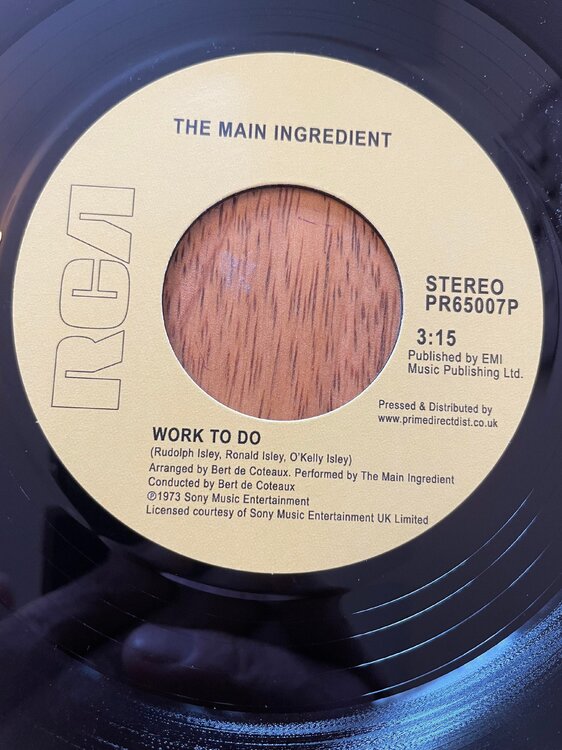 THE MAIN INGREDIENT
RCA
STEREO
PR65007P
3:15
Published by EMI
Music Publishing Ltd.
Pressed & Distributed by
www.primedirectdist.co.uk
WORK TO DO
(Rudolph Isley, Ronald Isley, O'Kelly Isley)
Arranged by Bert de Coteaux. Performed by The Main Ingredient
Conducted by Bert de Coteaux
℗1973 Sony Music Entertainment
Licensed courtesy of Sony Music Entertainment UK Limited